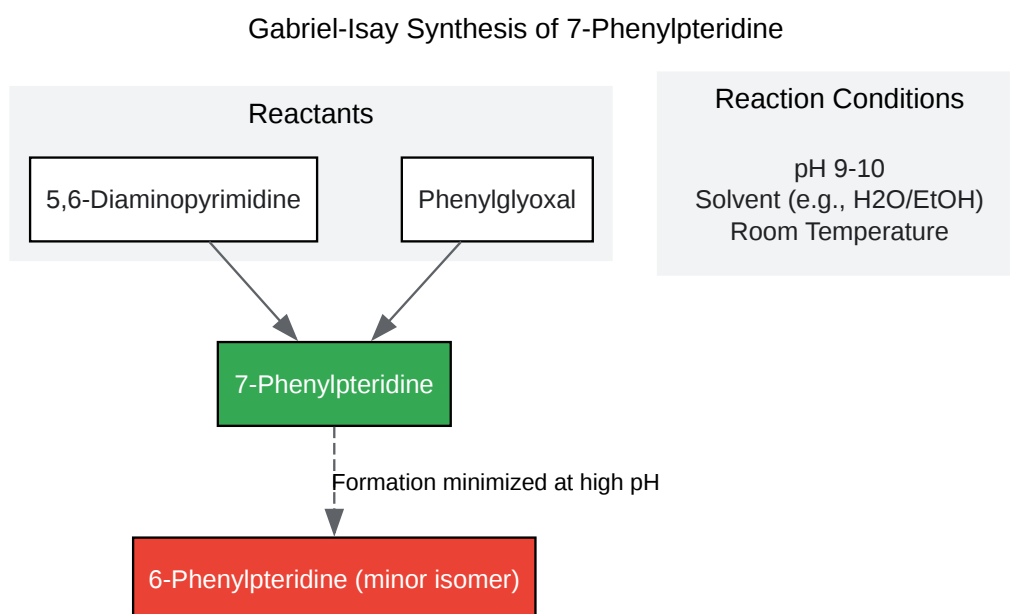 Gabriel-Isay Synthesis of 7-Phenylpteridine
Reactants
5,6-Diaminopyrimidine
Phenylglyoxal
Reaction Conditions
pH 9-10
Solvent (e.g., H2O/EtOH)
Room Temperature
7-Phenylpteridine
Formation minimized at high pH
6-Phenylpteridine (minor isomer)